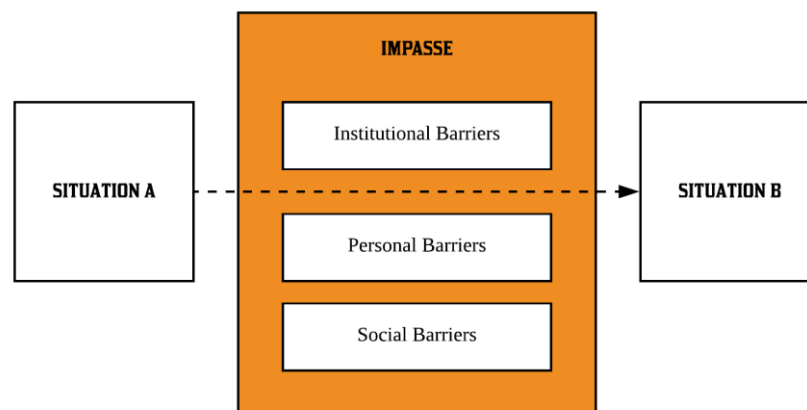 IMPASSE
Institutional Barriers
SITUATION A
SITUATION B
Personal Barriers
Social Barriers